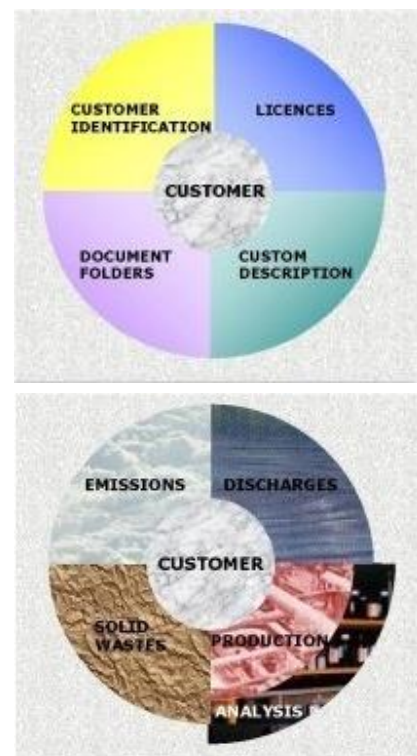 CUSTOMER
IDENTIFICATION
LICENCES
CUSTOMER
DOCUMENT
FOLDERS
CUSTOM
DESCRIPTION
EMISSIONS
DISCHARGES
CUSTOMER
SOLID
WASTES
PRODUCTION
ANALYSIS